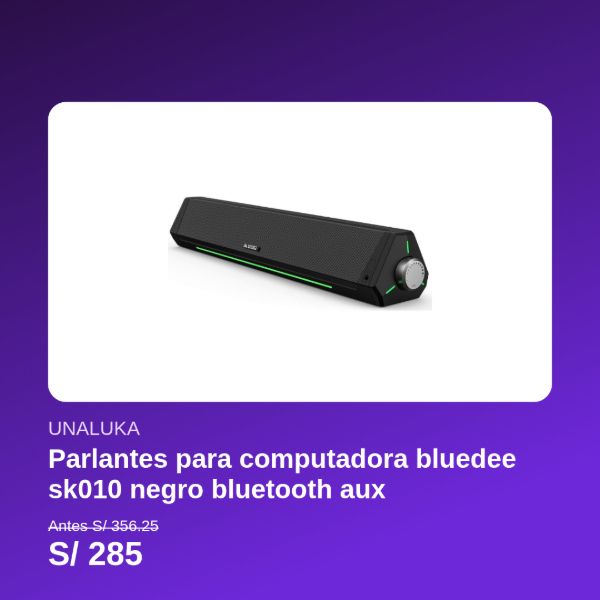 UNALUKA
Parlantes para computadora bluedee
sk010 negro bluetooth aux
Antes S/ 356.25
S/ 285